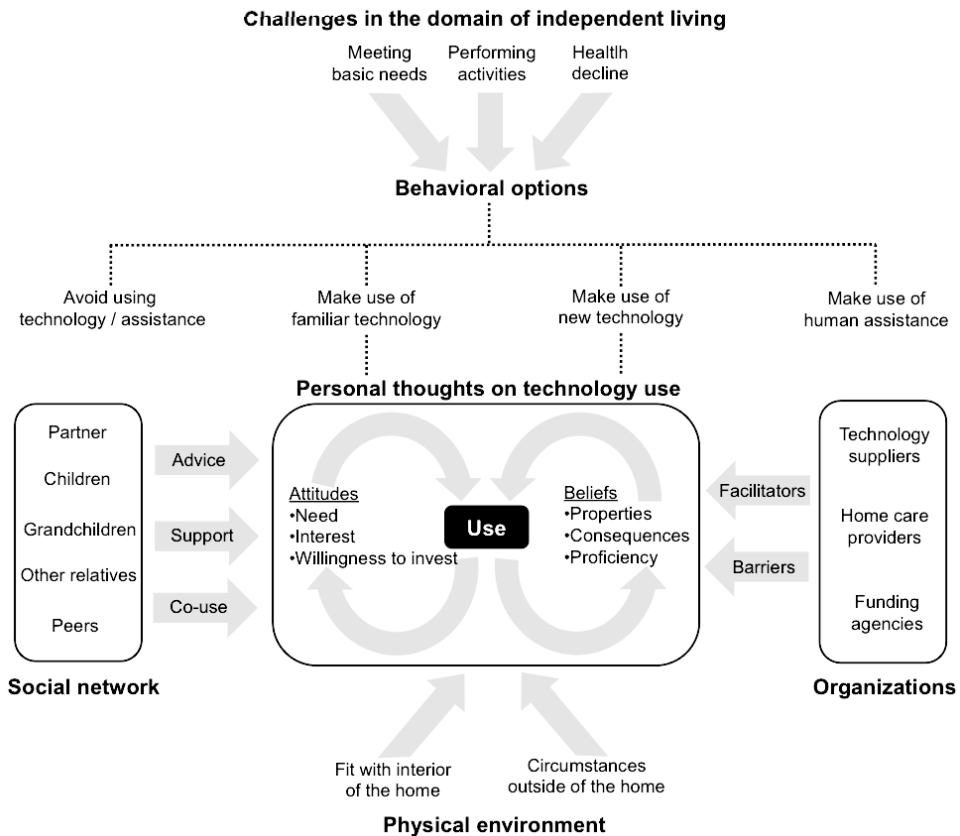 Challenges in the domain of independent living
Meeting
basic needs
Performing
activities
Health
decline
Behavioral options
Avoid using
technology / assistance
Make use of
familiar technology
Make use of
new technology
Make use of
human assistance
Personal thoughts on technology use
Partner
Children
Grandchildren
Other relatives
Peers
Social network
Advice
Support
Co-use
Attitudes
•Need
•Interest
•Willingness to invest
Use
Beliefs
•Properties
•Consequences
•Proficiency
Facilitators
Barriers
Technology
suppliers
Home care
providers
Funding
agencies
Organizations
Fit with interior
of the home
Circumstances
outside of the home
Physical environment